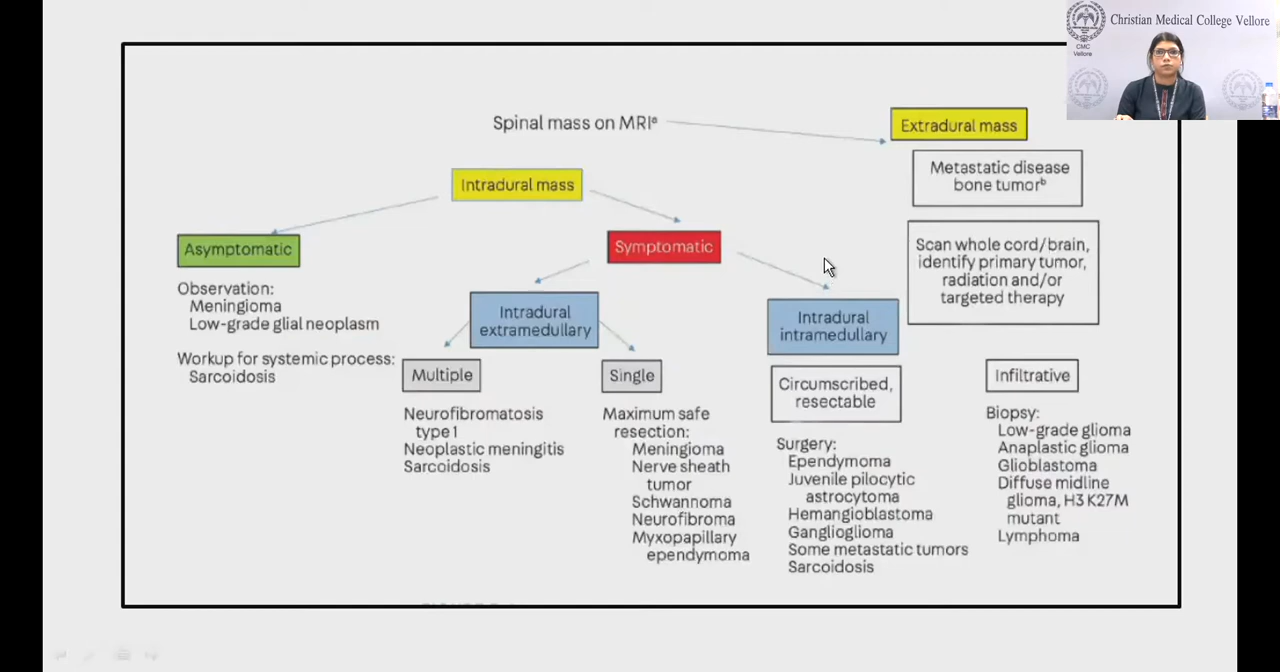 Christian Medical College Vellore
CMC
Vellore
Spinal mass on MRIᵃ
Extradural mass
Metastatic disease
bone tumorᵇ
Scan whole cord/brain,
identify primary tumor,
radiation and/or
targeted therapy
Intradural mass
Asymptomatic
Observation:
Meningioma
Low-grade glial neoplasm
Workup for systemic process:
Sarcoidosis
Symptomatic
Intradural
extramedullary
Multiple
Neurofibromatosis
type 1
Neoplastic meningitis
Sarcoidosis
Single
Maximum safe
resection:
Meningioma
Nerve sheath
tumor
Schwannoma
Neurofibroma
Myxopapillary
ependymoma
Intradural
intramedullary
Circumscribed,
resectable
Surgery:
Ependymoma
Juvenile pilocytic
astrocytoma
Hemangioblastoma
Ganglioglioma
Some metastatic tumors
Sarcoidosis
Infiltrative
Biopsy:
Low-grade glioma
Anaplastic glioma
Glioblastoma
Diffuse midline
glioma, H3 K27M
mutant
Lymphoma